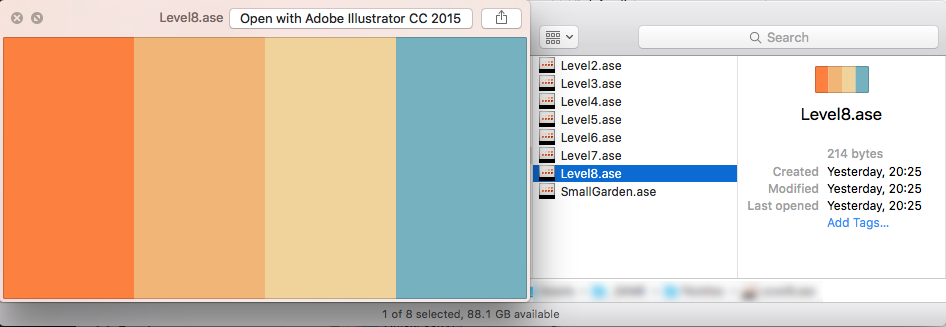 Level8.ase
Open with Adobe Illustrator CC 2015
Search
Level2.ase
Level3.ase
Level4.ase
Level5.ase
Level6.ase
Level7.ase
Level8.ase
SmallGarden.ase
Level8.ase
214 bytes
Created Yesterday, 20:25
Modified Yesterday, 20:25
Last opened Yesterday, 20:25
Add Tags...
1 of 8 selected, 88.1 GB available